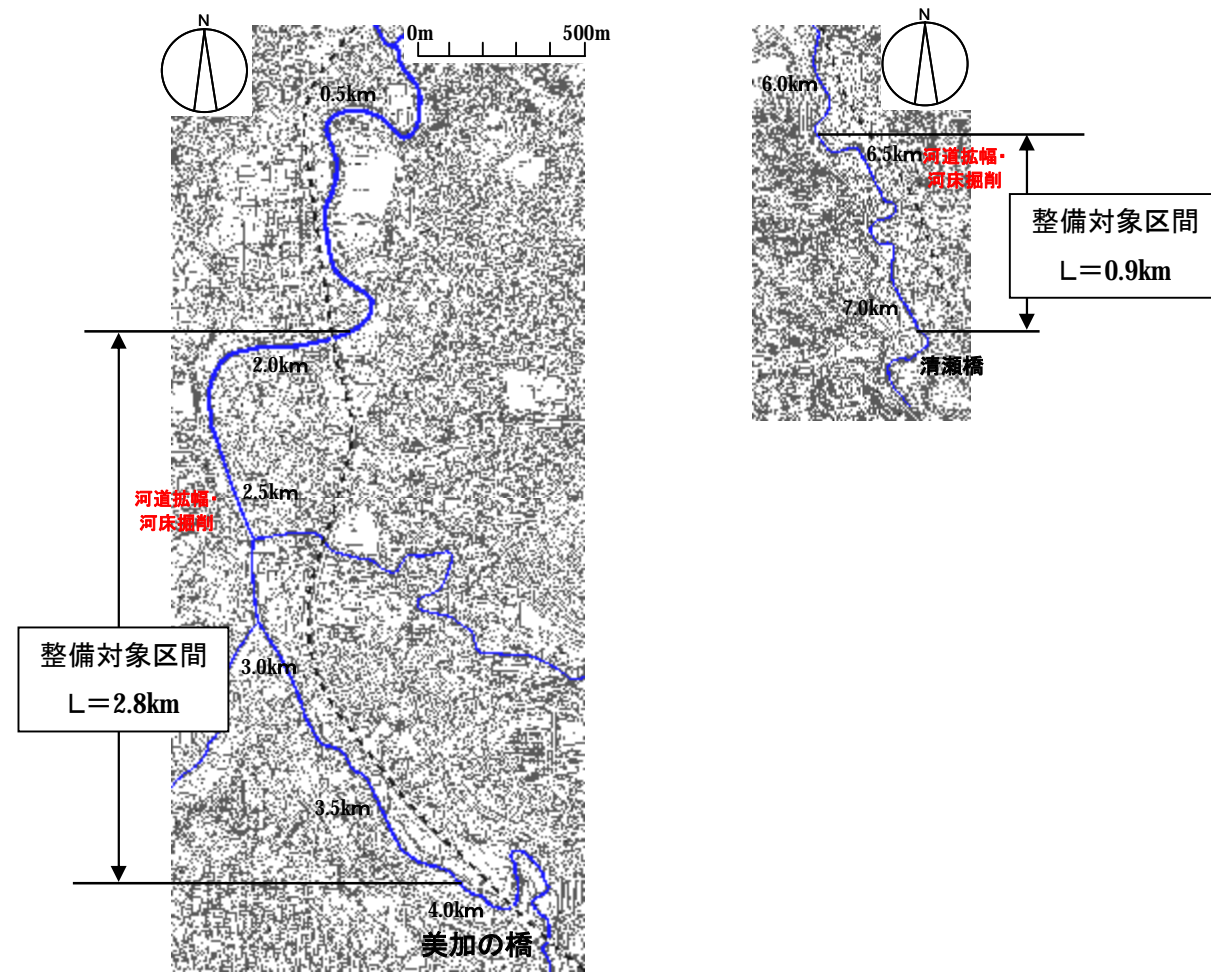 N
0m 500m
0.5km
2.0km
2.5km
河道拡幅・
河床掘削
整備対象区間
L＝2.8km
3.0km
3.5km
4.0km
美加の橋
N
6.0km
6.5km
河道拡幅・
河床掘削
整備対象区間
L＝0.9km
7.0km
清瀬橋